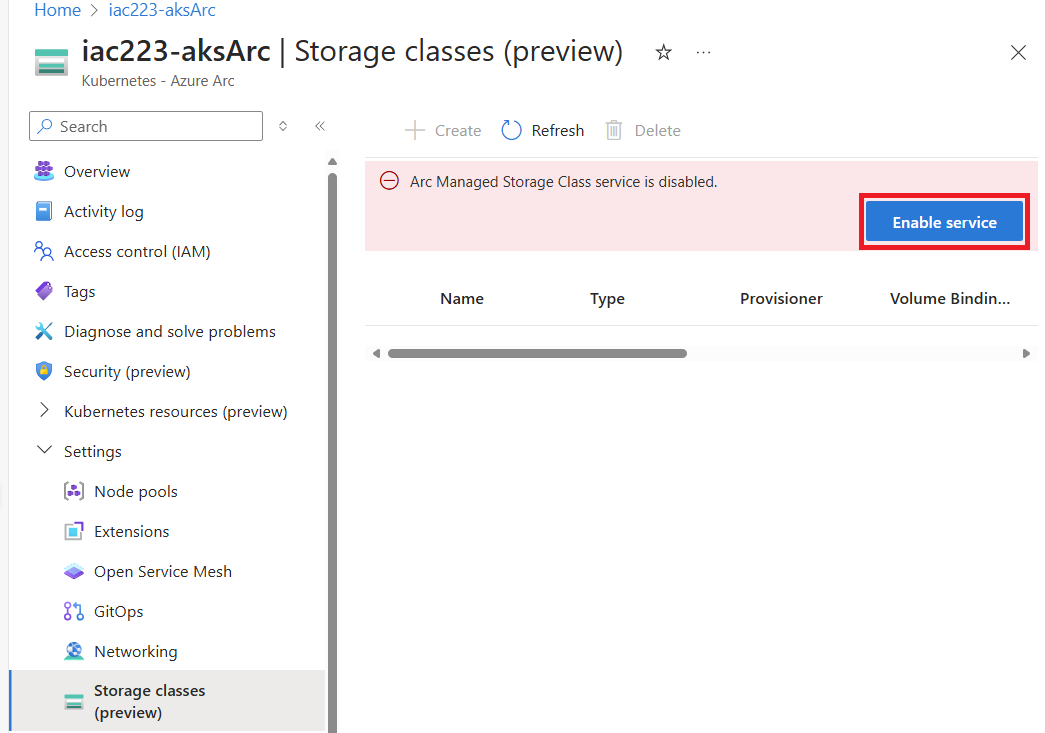 Home > iac223-aksArc
iac223-aksArc | Storage classes (preview)
Kubernetes - Azure Arc
Search
Create Refresh Delete
Overview
Activity log
Access control (IAM)
Tags
Diagnose and solve problems
Security (preview)
Kubernetes resources (preview)
Settings
Node pools
Extensions
Open Service Mesh
GitOps
Networking
Storage classes
(preview)
Arc Managed Storage Class service is disabled.
Enable service
Name Type Provisioner Volume Bindin...